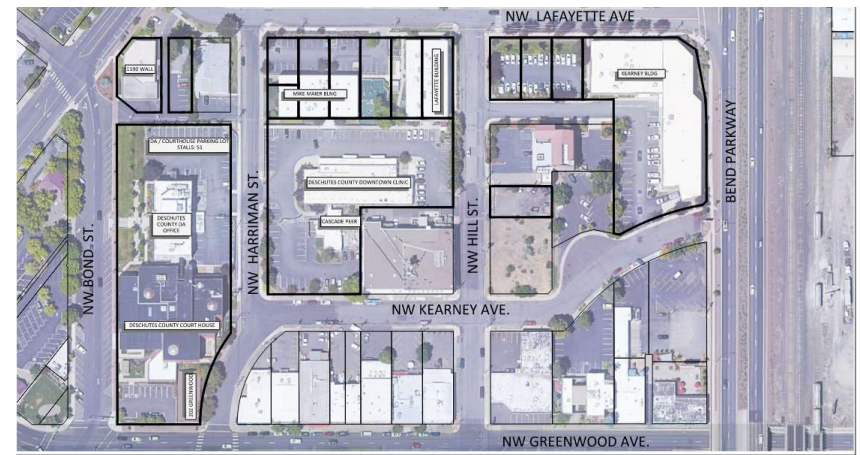 NW LAFAYETTE AVE
1190 WALL
MIKE MAIER BLNG
LAFAYETTE BUILDING
KEARNEY BLDG
DA / COURTHOUSE PARKING LOT
STALLS: 51
DESCHUTES COUNTY DOWNTOWN CLINIC
CASCADE PEER
DESCHUTES
COUNTY DA
OFFICE
NW BOND. ST.
NW HARRIMAN ST.
NW HILL ST.
BEND PARKWAY
NW KEARNEY AVE.
DESCHUTES COUNTY COURT HOUSE
202 GREENWOOD
NW GREENWOOD AVE.